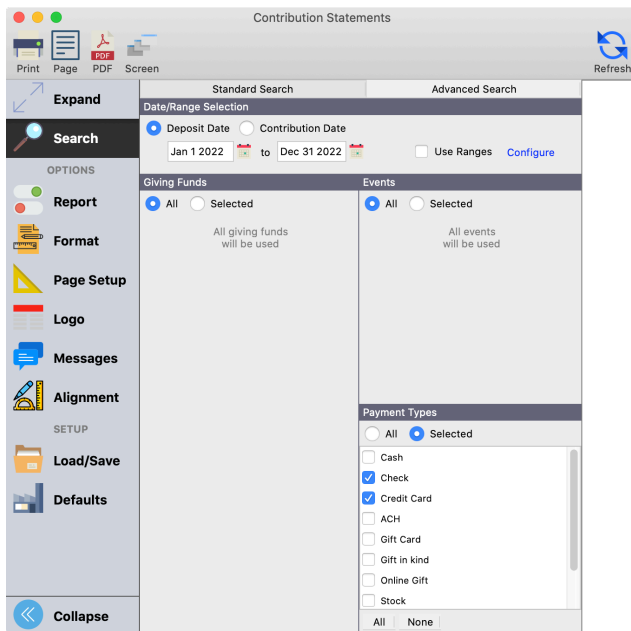 Contribution Statements
Print Page PDF Screen Refresh
PDF
Expand
Search
OPTIONS
Report
Format
Page Setup
Logo
Messages
Alignment
SETUP
Load/Save
Defaults
Collapse
Standard Search Advanced Search
Date/Range Selection
Deposit Date Contribution Date
Jan 1 2022 to Dec 31 2022 Use Ranges Configure
Giving Funds
All Selected
All giving funds
will be used
Events
All Selected
All events
will be used
Payment Types
All Selected
Cash
Check
Credit Card
ACH
Gift Card
Gift in kind
Online Gift
Stock
All None